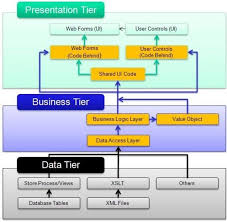 Presentation Tier
Web Forms (UI)
User Controls (UI)
Web Forms
(Code Behind)
User Controls
(Code Behind)
Shared UI Code
Business Tier
Business Logic Layer
Value Object
Data Access Layer
Data Tier
Store Process/Views
XSLT
Others
Database Tables
XML Files